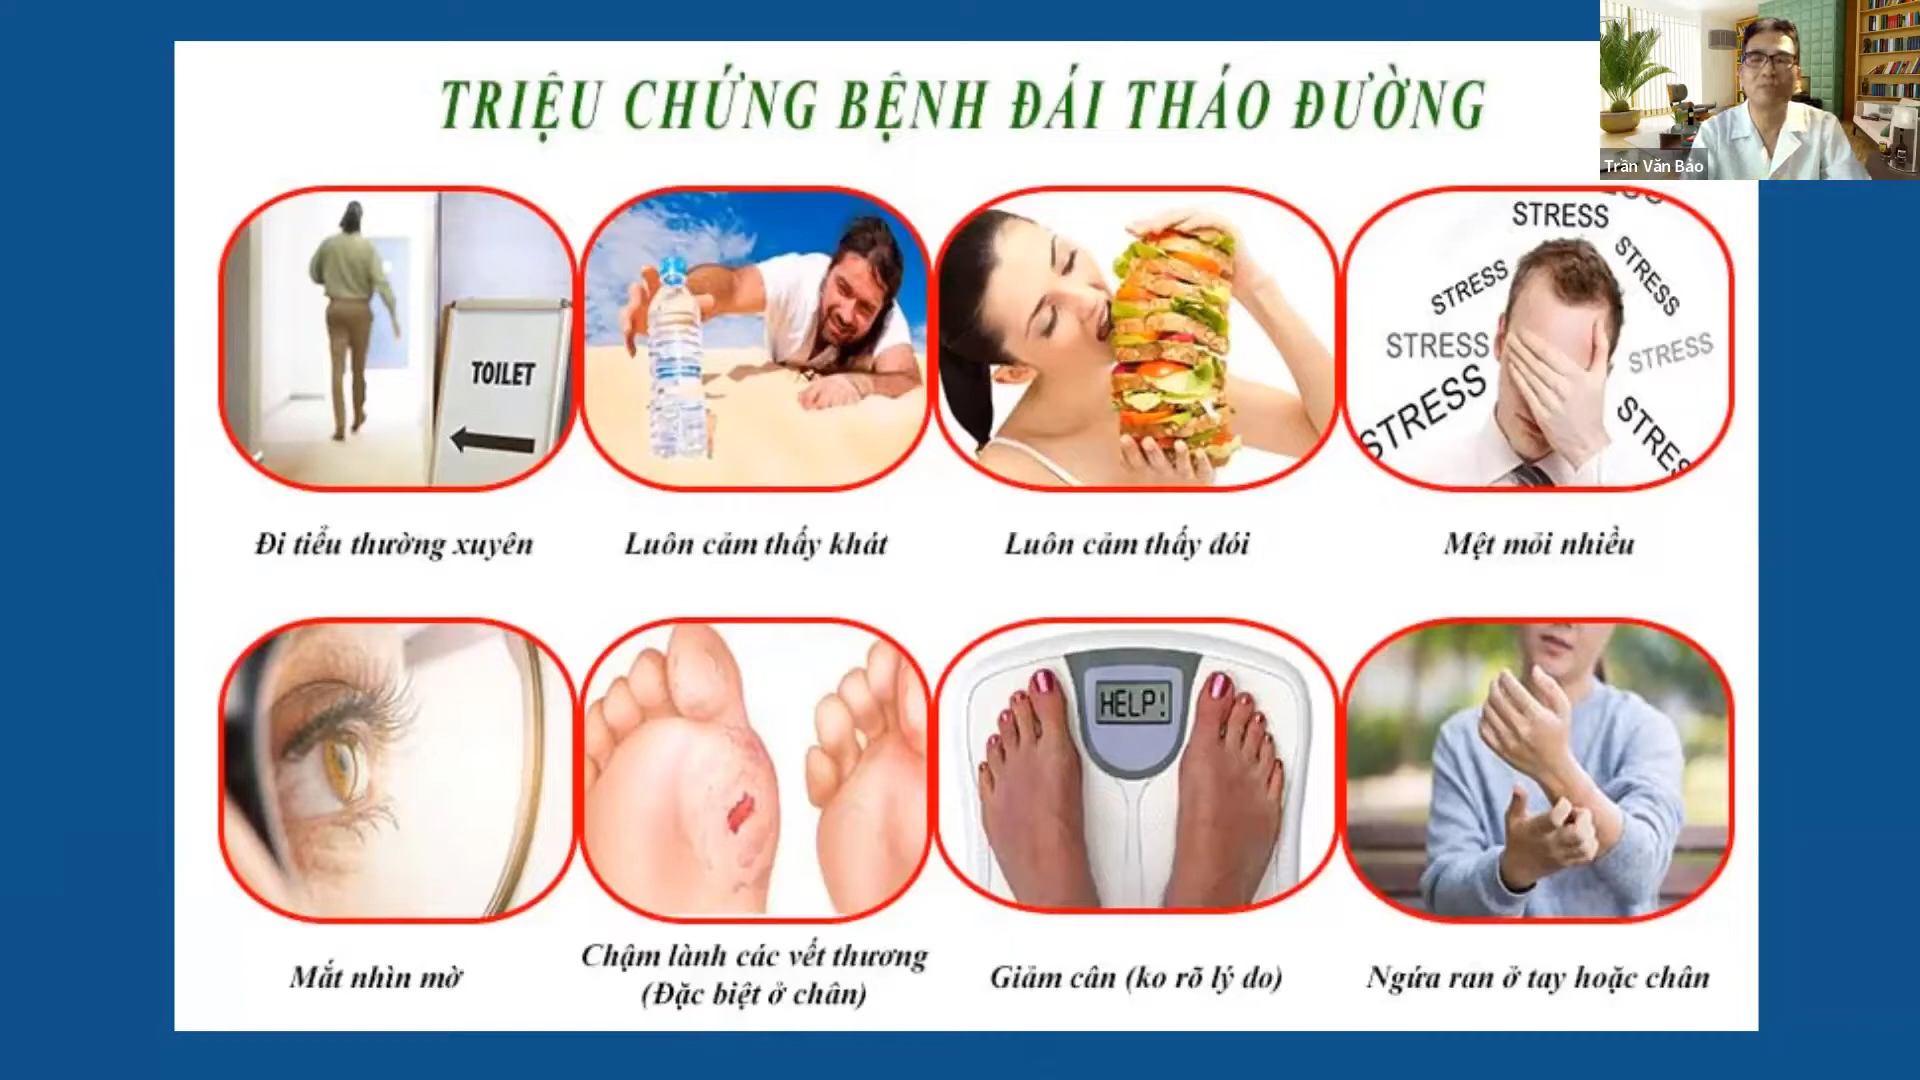 TRIỆU CHỨNG BỆNH ĐÁI THÁO ĐƯỜNG
Trần Văn Bảo
TOILET
STRESS
STRESS
STRESS
STRESS
STRESS
STRESS
STRES
Đi tiểu thường xuyên
Luôn cảm thấy khát
Luôn cảm thấy đói
Mệt mỏi nhiều
HELP!
Mắt nhìn mờ
Chậm lành các vết thương
(Đặc biệt ở chân)
Giảm cân (ko rõ lý do)
Ngứa ran ở tay hoặc chân